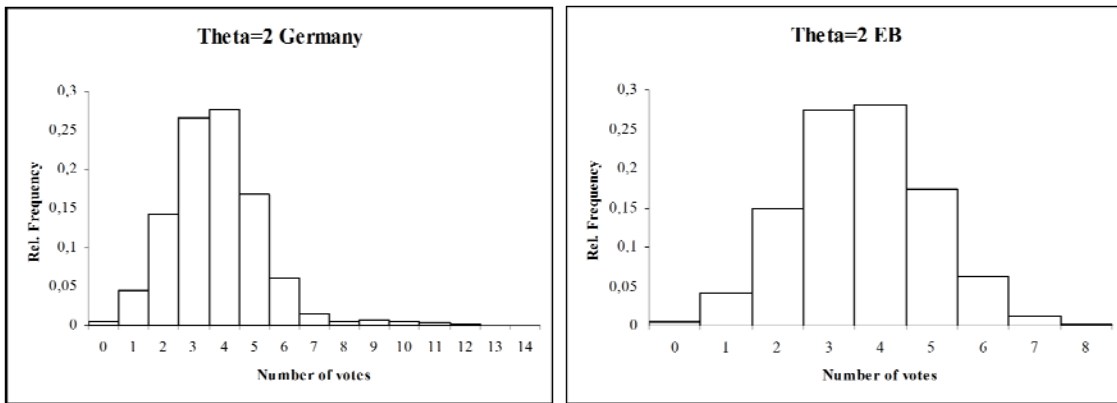 Theta=2 Germany
0,3
0,25
0,2
0,15
0,1
0,05
0
Rel. Frequency
0 1 2 3 4 5 6 7 8 9 10 11 12 13 14
Number of votes
Theta=2 EB
0,3
0,25
0,2
0,15
0,1
0,05
0
Rel. Frequency
0 1 2 3 4 5 6 7 8
Number of votes